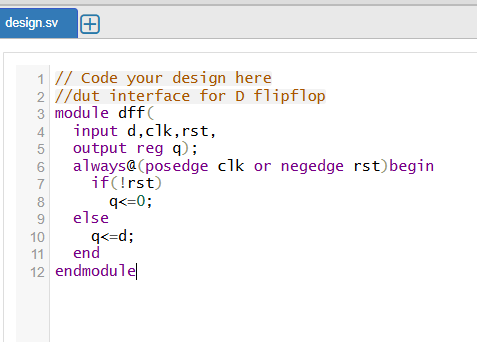 design.sv
1 // Code your design here
2 //dut interface for D flipflop
3 module dff(
4   input d,clk,rst,
5   output reg q);
6   always@(posedge clk or negedge rst)begin
7     if(!rst)
8       q<=0;
9   else
10     q<=d;
11   end
12 endmodule